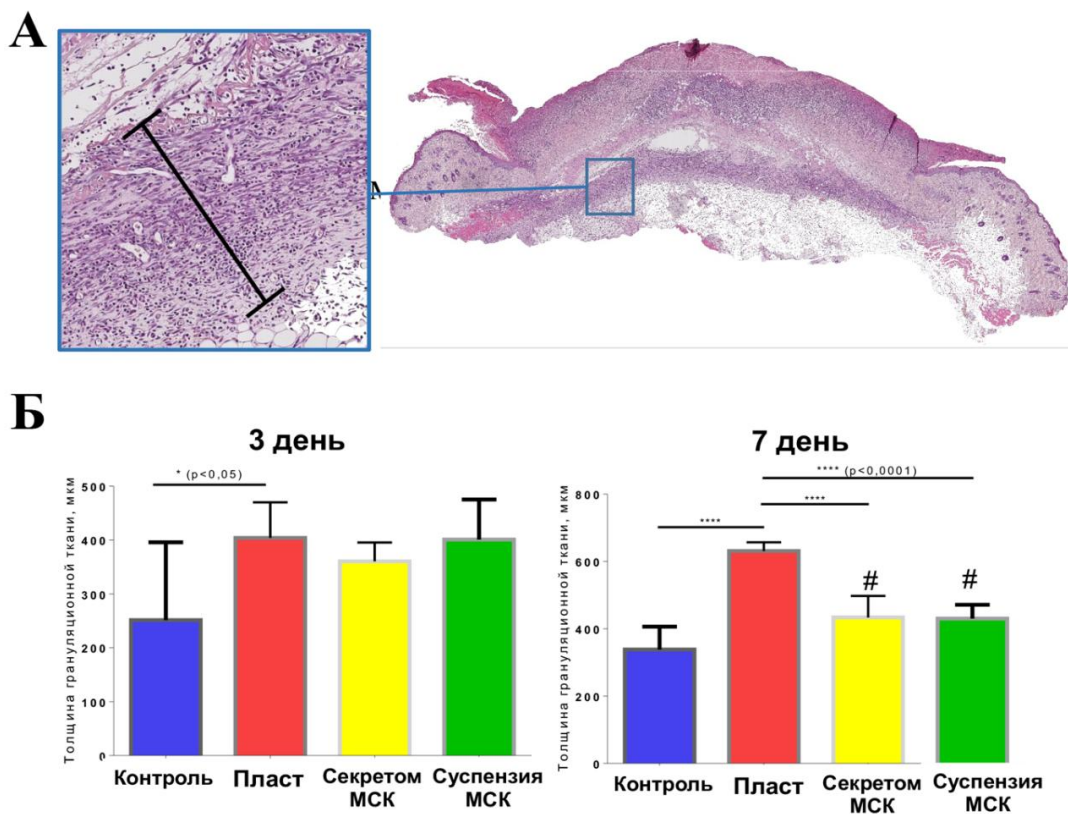 А
Б
3 день
* (p<0,05)
Толщина грануляционной ткани, мкм
500
400
300
200
100
0
Контроль
Пласт
Секретом
МСК
Суспензия
МСК
7 день
**** (p<0,0001)
****
****
Толщина грануляционной ткани, мкм
800
600
400
200
0
#
#
Контроль
Пласт
Секретом
МСК
Суспензия
МСК